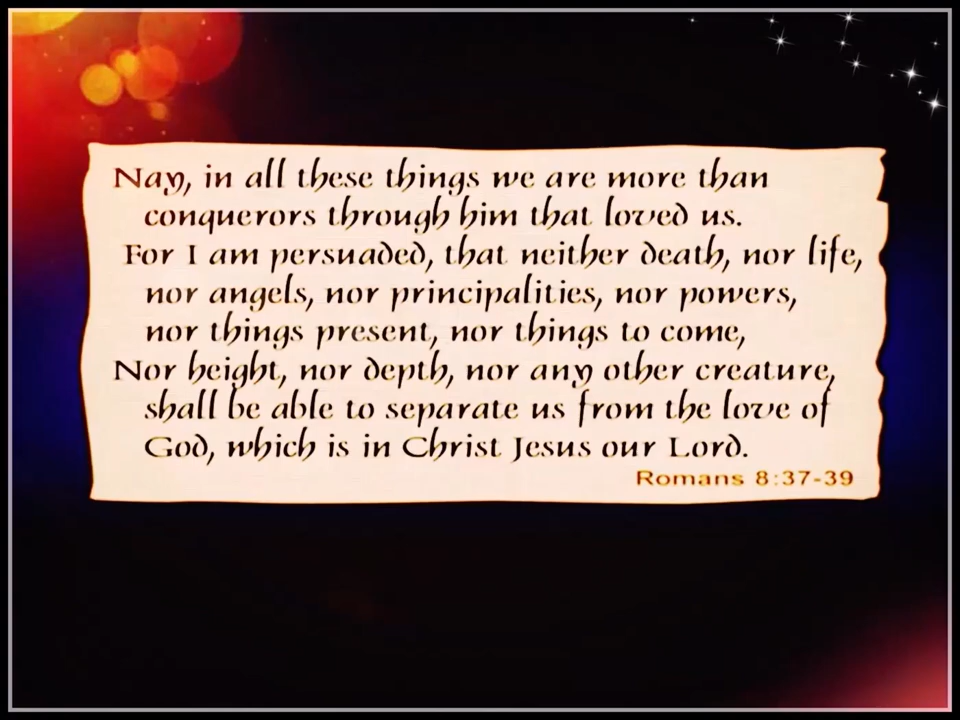 Nay, in all these things we are more than
conquerors through him that loved us.
For I am persuaded, that neither death, nor life,
nor angels, nor principalities, nor powers,
nor things present, nor things to come,
Nor height, nor depth, nor any other creature,
shall be able to separate us from the love of
God, which is in Christ Jesus our Lord.
Romans 8:37-39